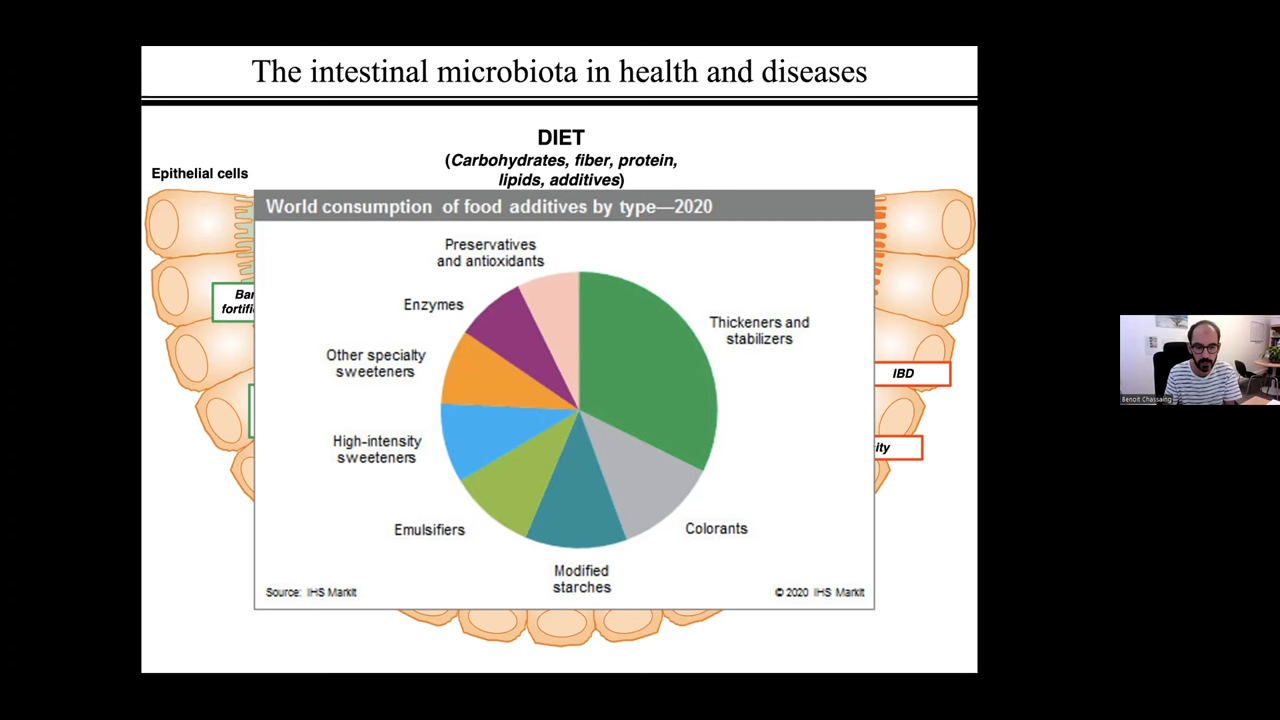 The intestinal microbiota in health and diseases
DIET
(Carbohydrates, fiber, protein,
lipids, additives)
Epithelial cells
World consumption of food additives by type—2020
Preservatives
and antioxidants
Enzymes
Thickeners and
stabilizers
Other specialty
sweeteners
High-intensity
sweeteners
Emulsifiers
Colorants
Modified
starches
Source: IHS Markit
© 2020 IHS Markit
IBD
Benoit Chassaing